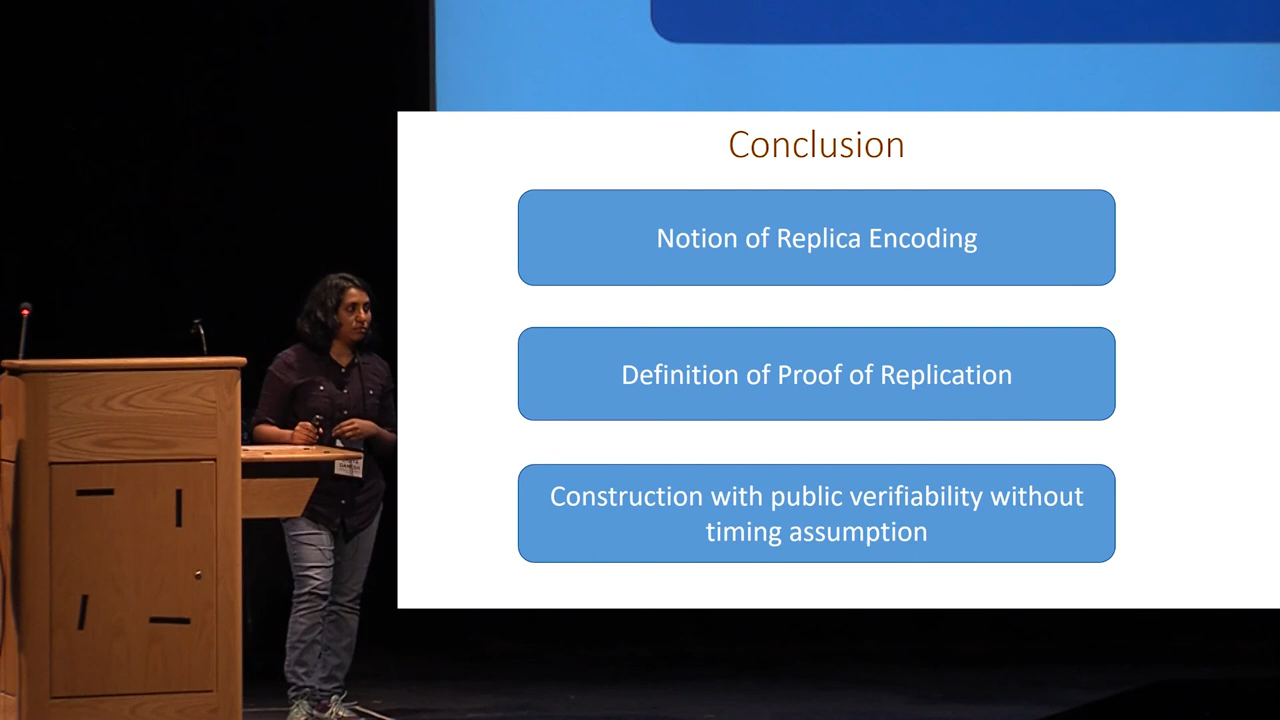 Conclusion
Notion of Replica Encoding
Definition of Proof of Replication
Construction with public verifiability without
timing assumption